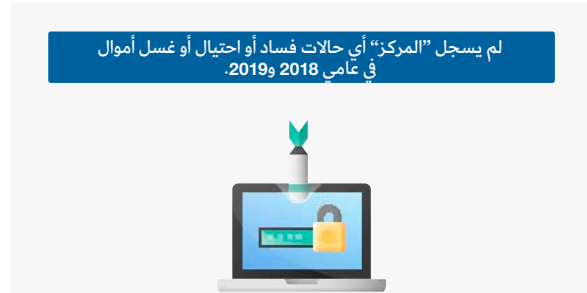 لم يسجل ”المركز“ أي حالات فساد أو احتيال أو غسل أموال
في عامي 2018 و2019.